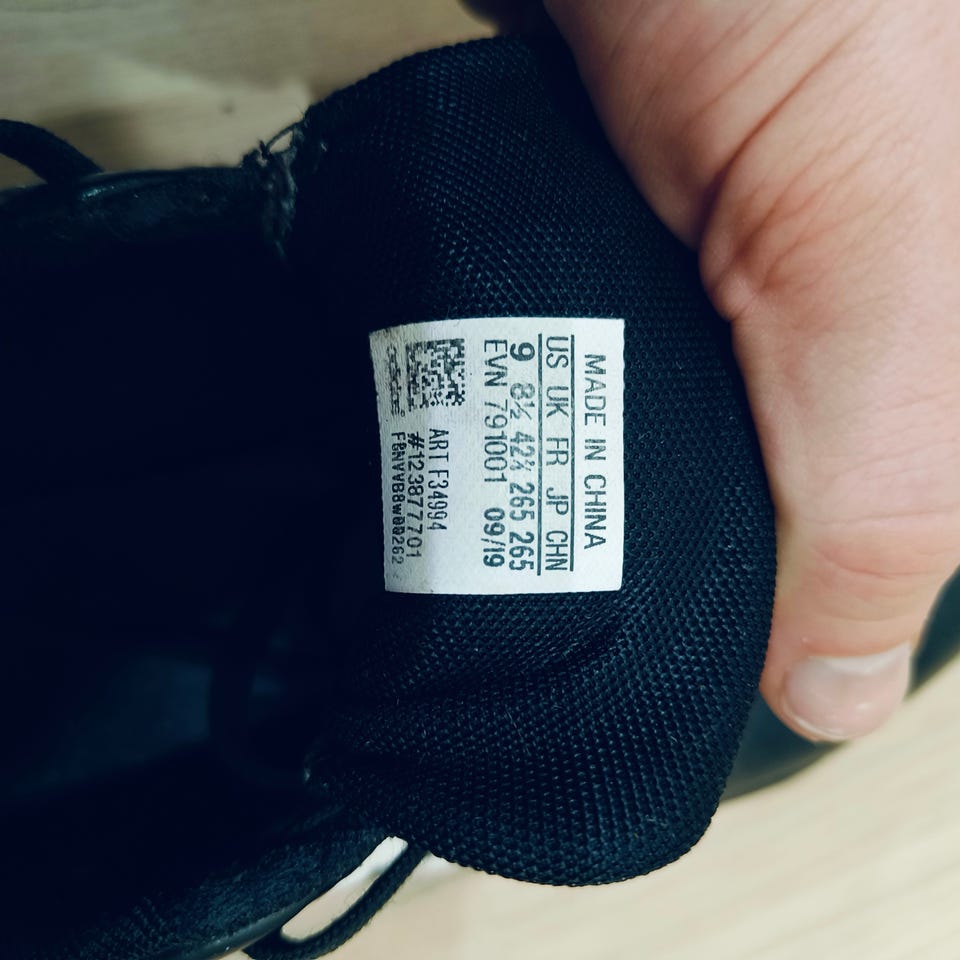 MADE IN CHINA
US UK FR JP CHN
9 8½ 42⅔ 265 265
EVN 791001 09/19
ART F34994
#123877701